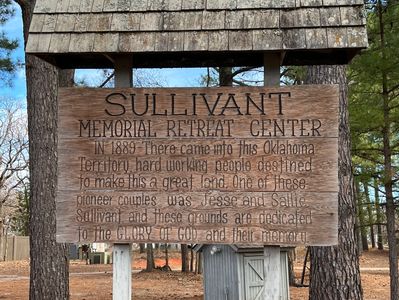 SULLIVANT
MEMORIAL RETREAT CENTER
IN 1889 There came into this Oklahoma
Territory hard working people destined
to make this a great land. One of these
pioneer couples was Jesse and Sallie
Sullivant and these grounds are dedicated
to the GLORY OF GOD and their memory